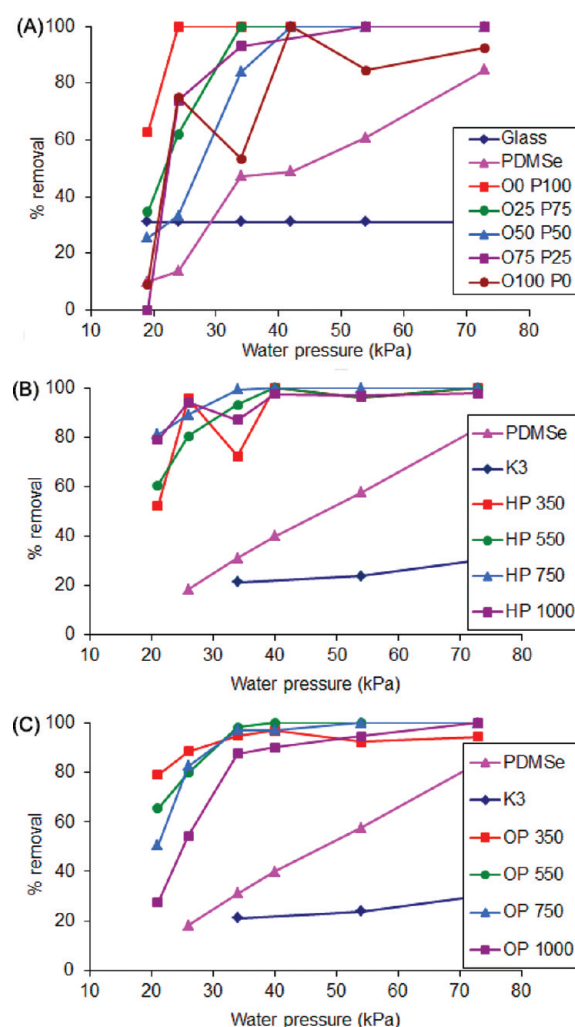 (A)
100
80
60
40
20
0
% removal
10 20 30 40 50 60 70 80
Water pressure (kPa)
Glass
PDMSe
O0 P100
O25 P75
O50 P50
O75 P25
O100 P0
(B)
100
80
60
40
20
0
% removal
10 20 30 40 50 60 70 80
Water pressure (kPa)
PDMSe
K3
HP 350
HP 550
HP 750
HP 1000
(C)
100
80
60
40
20
0
% removal
10 20 30 40 50 60 70 80
Water pressure (kPa)
PDMSe
K3
OP 350
OP 550
OP 750
OP 1000